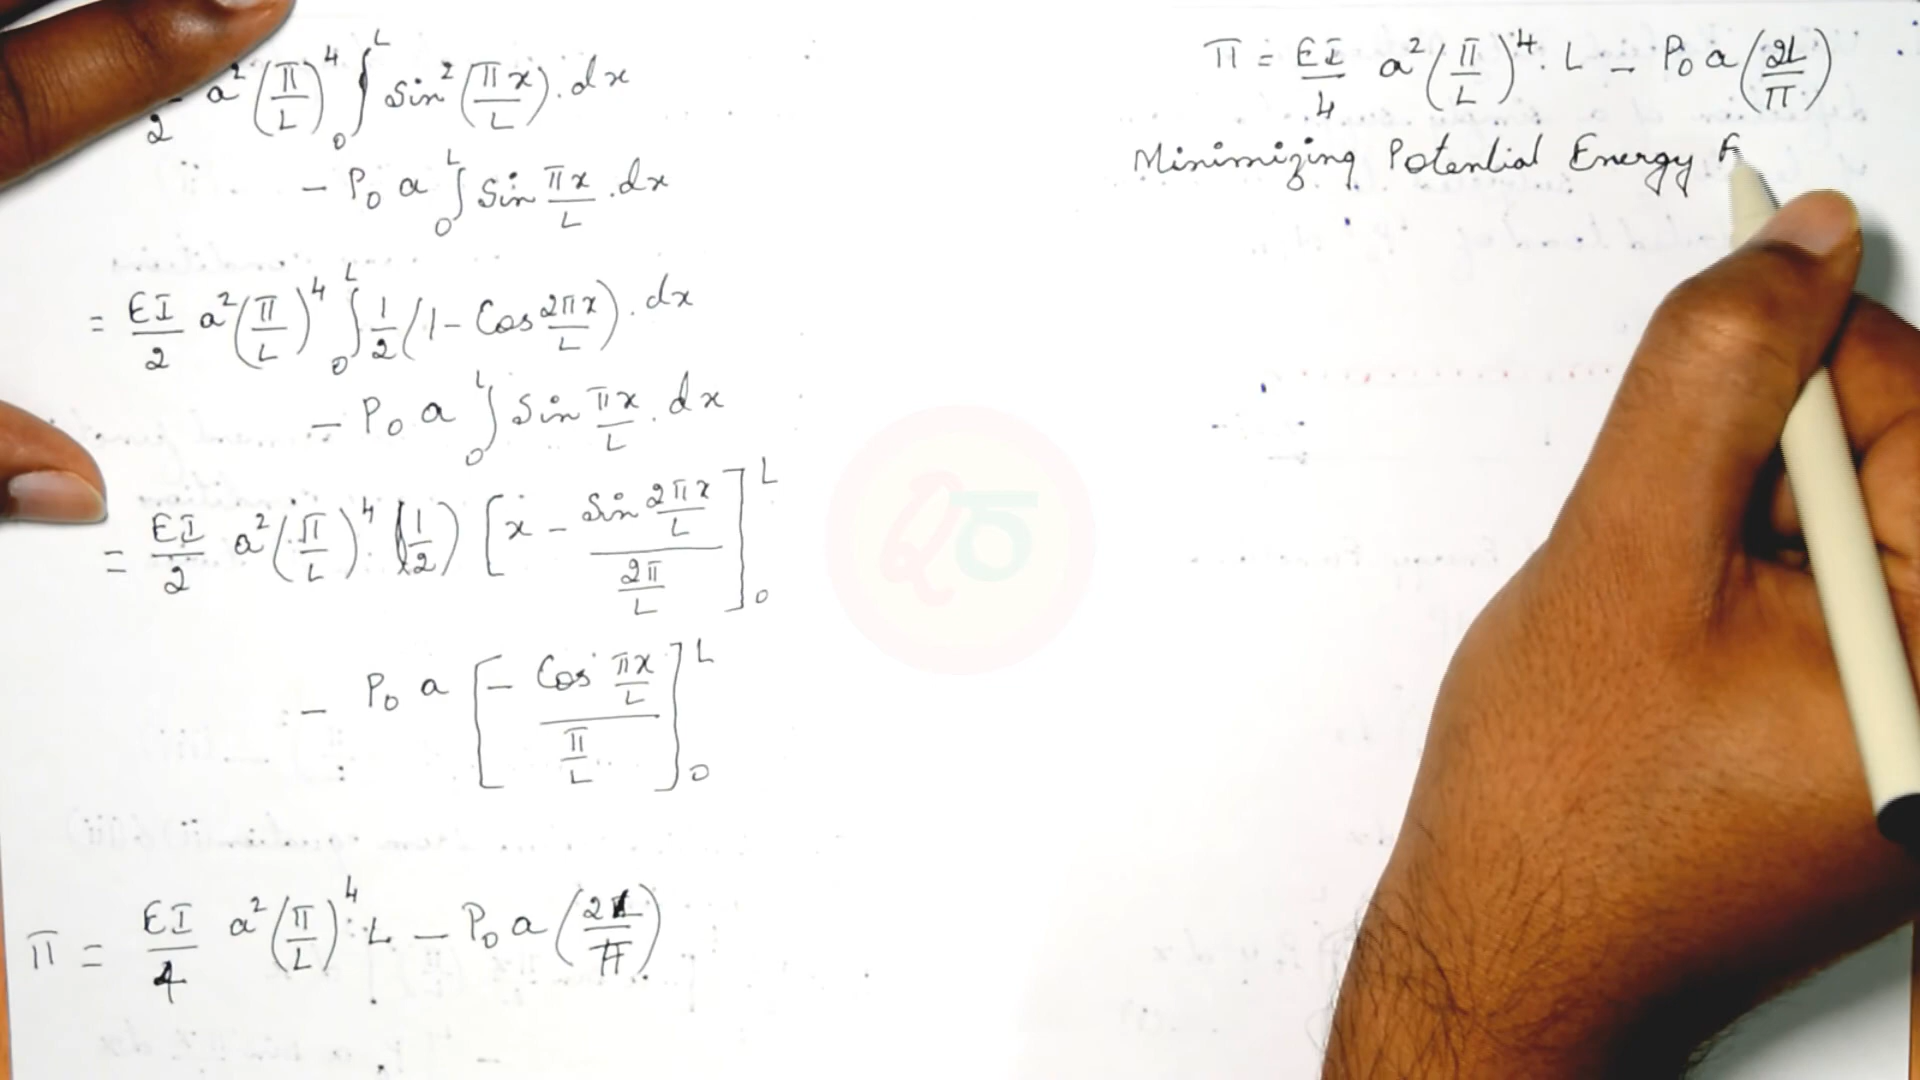 /2 a²(π/L)⁴ ∫₀ᴸ Sin²(πx/L).dx
- P₀ a ∫₀ᴸ Sin πx/L .dx
= EI/2 a²(π/L)⁴ ∫₀ᴸ 1/2 (1- Cos 2πx/L).dx
- P₀ a ∫₀ᴸ Sin πx/L .dx
= EI/2 a²(π/L)⁴ (1/2) [x - Sin 2πx/L / 2π/L]₀ᴸ
- P₀ a [- Cos πx/L / π/L]₀ᴸ
π = EI/4 a²(π/L)⁴ L - P₀ a (2L/π)
π = EI/4 a²(π/L)⁴. L - P₀ a (2L/π)
Minimizing Potential Energy